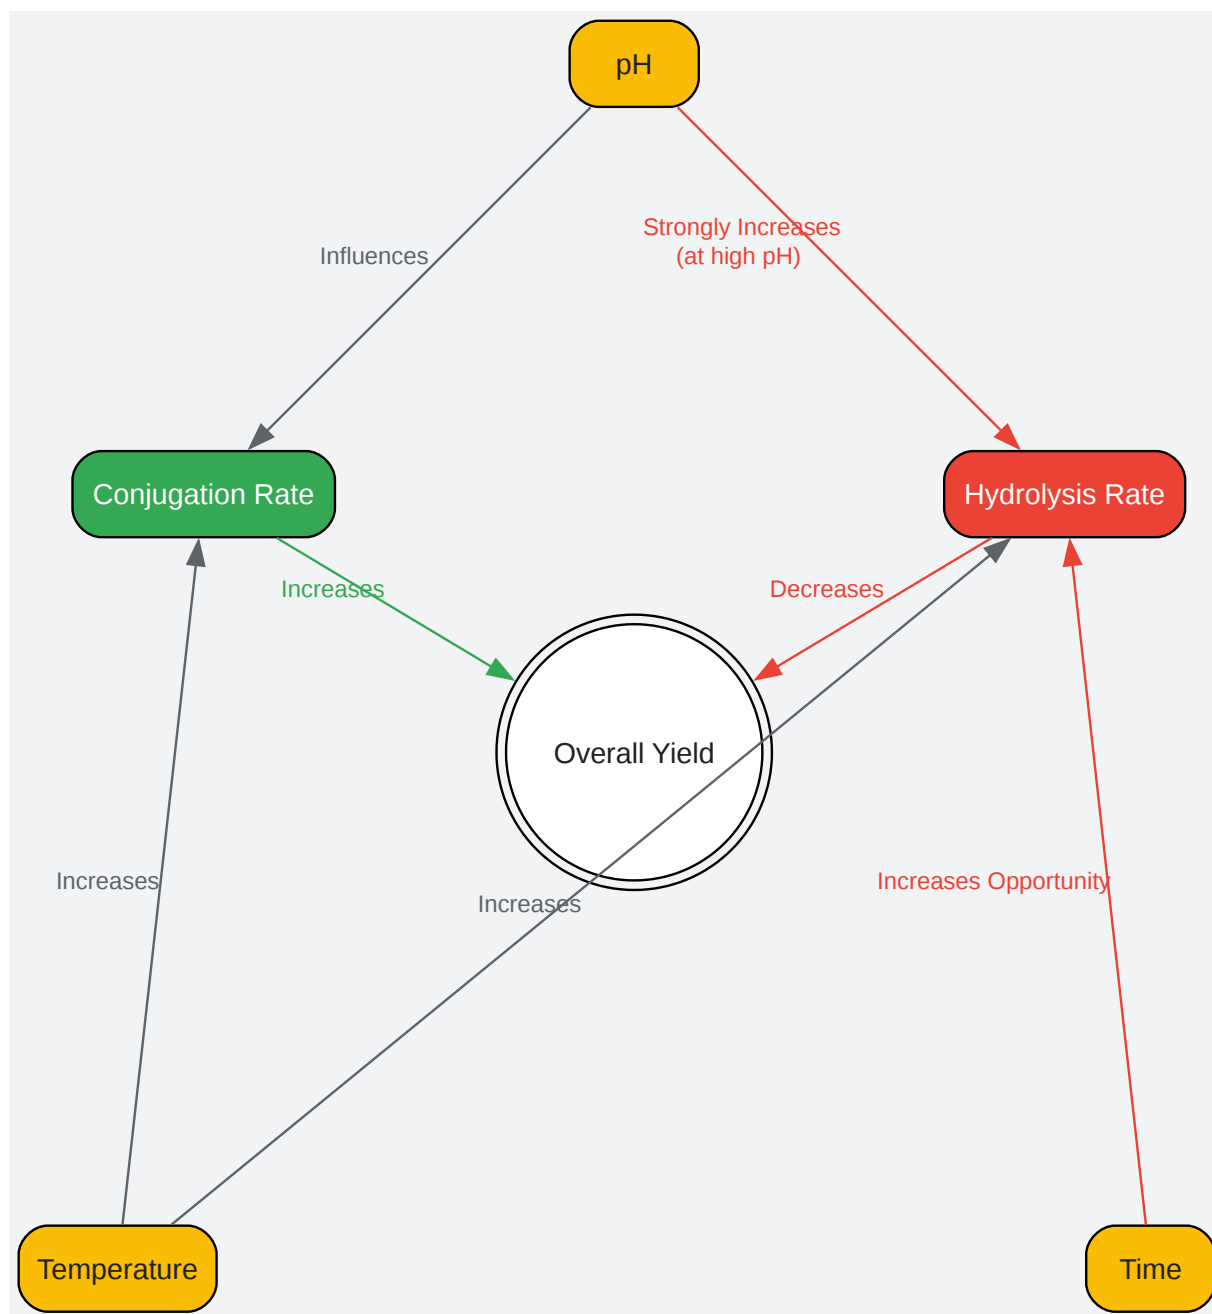 pH
Strongly Increases
(at high pH)
Influences
Conjugation Rate
Hydrolysis Rate
Increases
Decreases
Overall Yield
Increases
Increases Opportunity
Increases
Temperature
Time